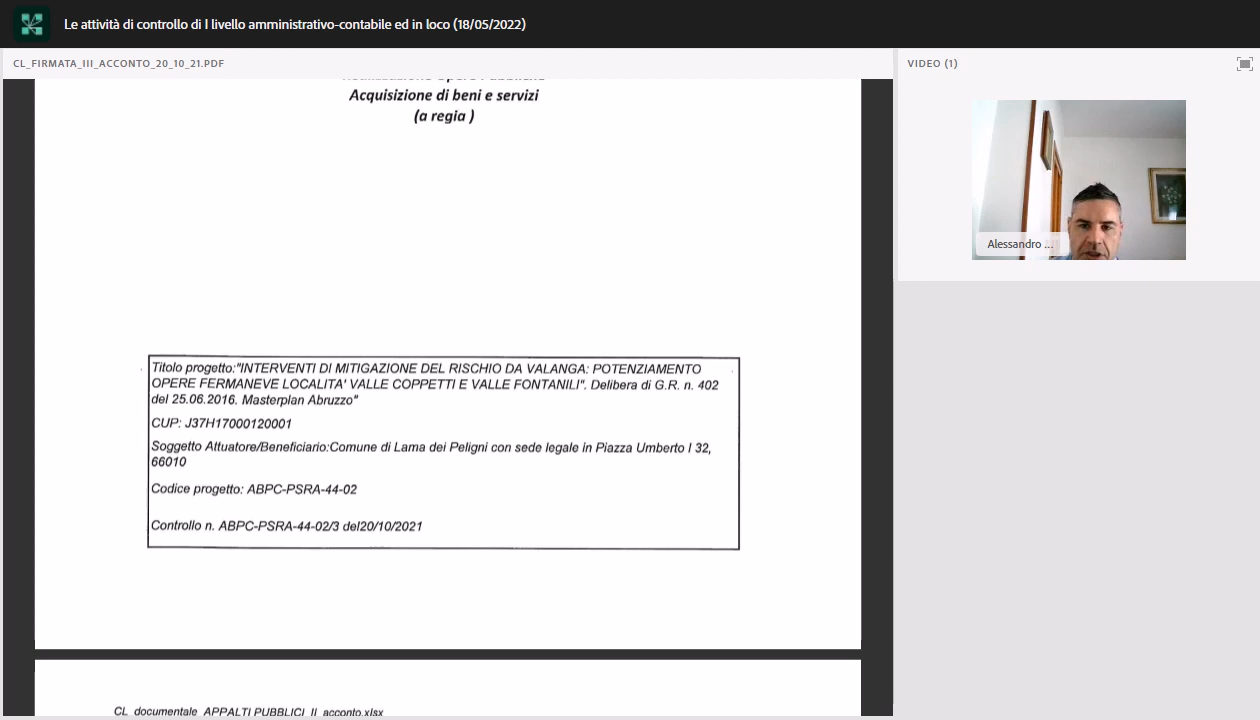 Le attività di controllo di I livello amministrativo-contabile ed in loco (18/05/2022)
CL_FIRMATA_III_ACCONTO_20_10_21.PDF
VIDEO (1)
Acquisizione di beni e servizi
(a regia )
Titolo progetto:"INTERVENTI DI MITIGAZIONE DEL RISCHIO DA VALANGA: POTENZIAMENTO
OPERE FERMANEVE LOCALITA' VALLE COPPETTI E VALLE FONTANILI". Delibera di G.R. n. 402
del 25.06.2016. Masterplan Abruzzo"
CUP: J37H17000120001
Soggetto Attuatore/Beneficiario:Comune di Lama dei Peligni con sede legale in Piazza Umberto I 32,
66010
Codice progetto: ABPC-PSRA-44-02
Controllo n. ABPC-PSRA-44-02/3 del20/10/2021
CL_documentale_APPALTI PUBBLICI_II_acconto.xlsx
Alessandro ...